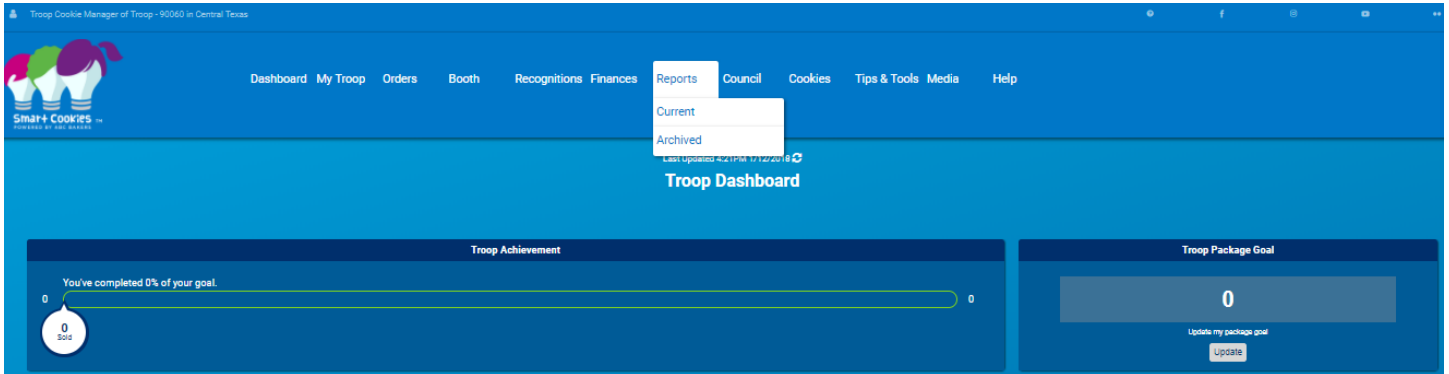 Troop Cookie Manager of Troop - 90060 in Central Texas
Smart Cookies TM
POWERED BY ABC BAKERS
Dashboard My Troop Orders Booth Recognitions Finances Reports Council Cookies Tips & Tools Media Help
Current
Archived
Last Updated 4:21PM 1/12/2018
Troop Dashboard
Troop Achievement
You've completed 0% of your goal.
0 0
0
Sold
Troop Package Goal
0
Update my package goal
Update